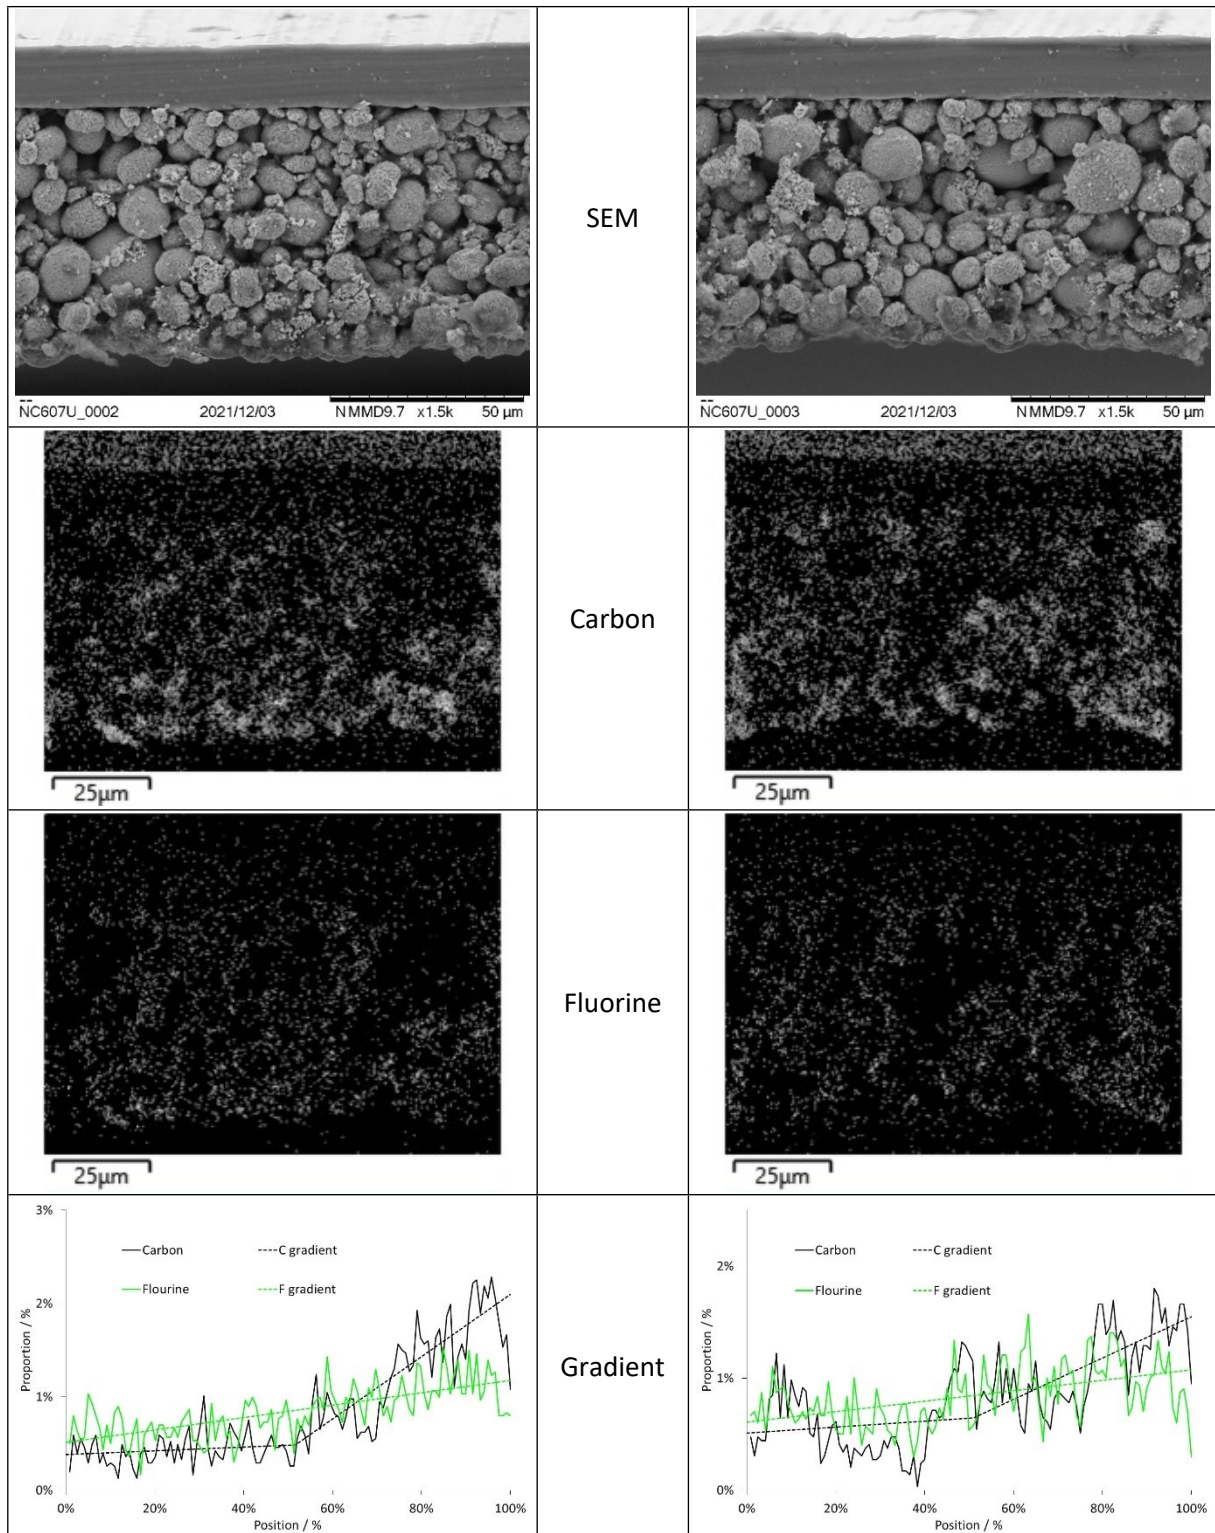 SEM
NC607U_0002 2021/12/03 N MMD9.7 x1.5k 50 µm
NC607U_0003 2021/12/03 N MMD9.7 x1.5k 50 µm
Carbon
25µm
25µm
Fluorine
25µm
25µm
Gradient
3%
2%
1%
0%
Proportion / %
Carbon
C gradient
Flourine
F gradient
0% 20% 40% 60% 80% 100%
Position / %
2%
1%
0%
Proportion / %
Carbon
C gradient
Flourine
F gradient
0% 20% 40% 60% 80% 100%
Position / %